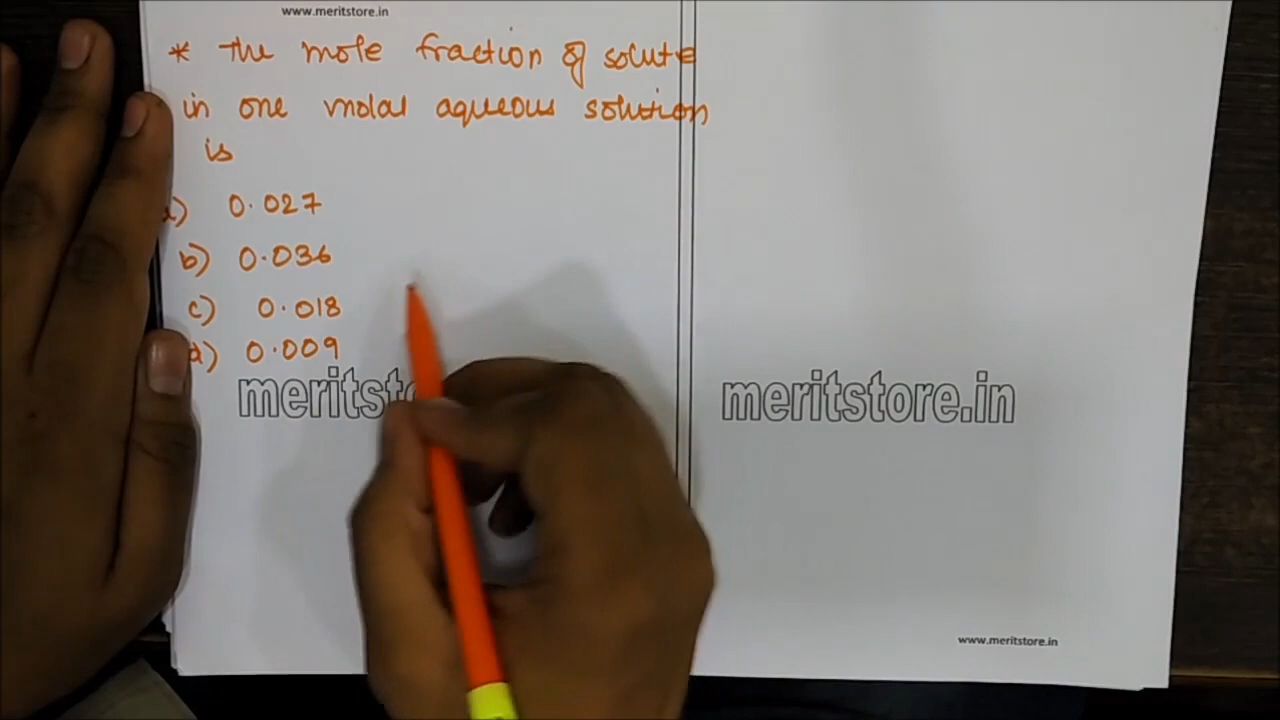 www.meritstore.in
* The mole fraction of solute
in one molal aqueous solution
is
a) 0.027
b) 0.036
c) 0.018
d) 0.009
meritsto
meritstore.in
www.meritstore.in